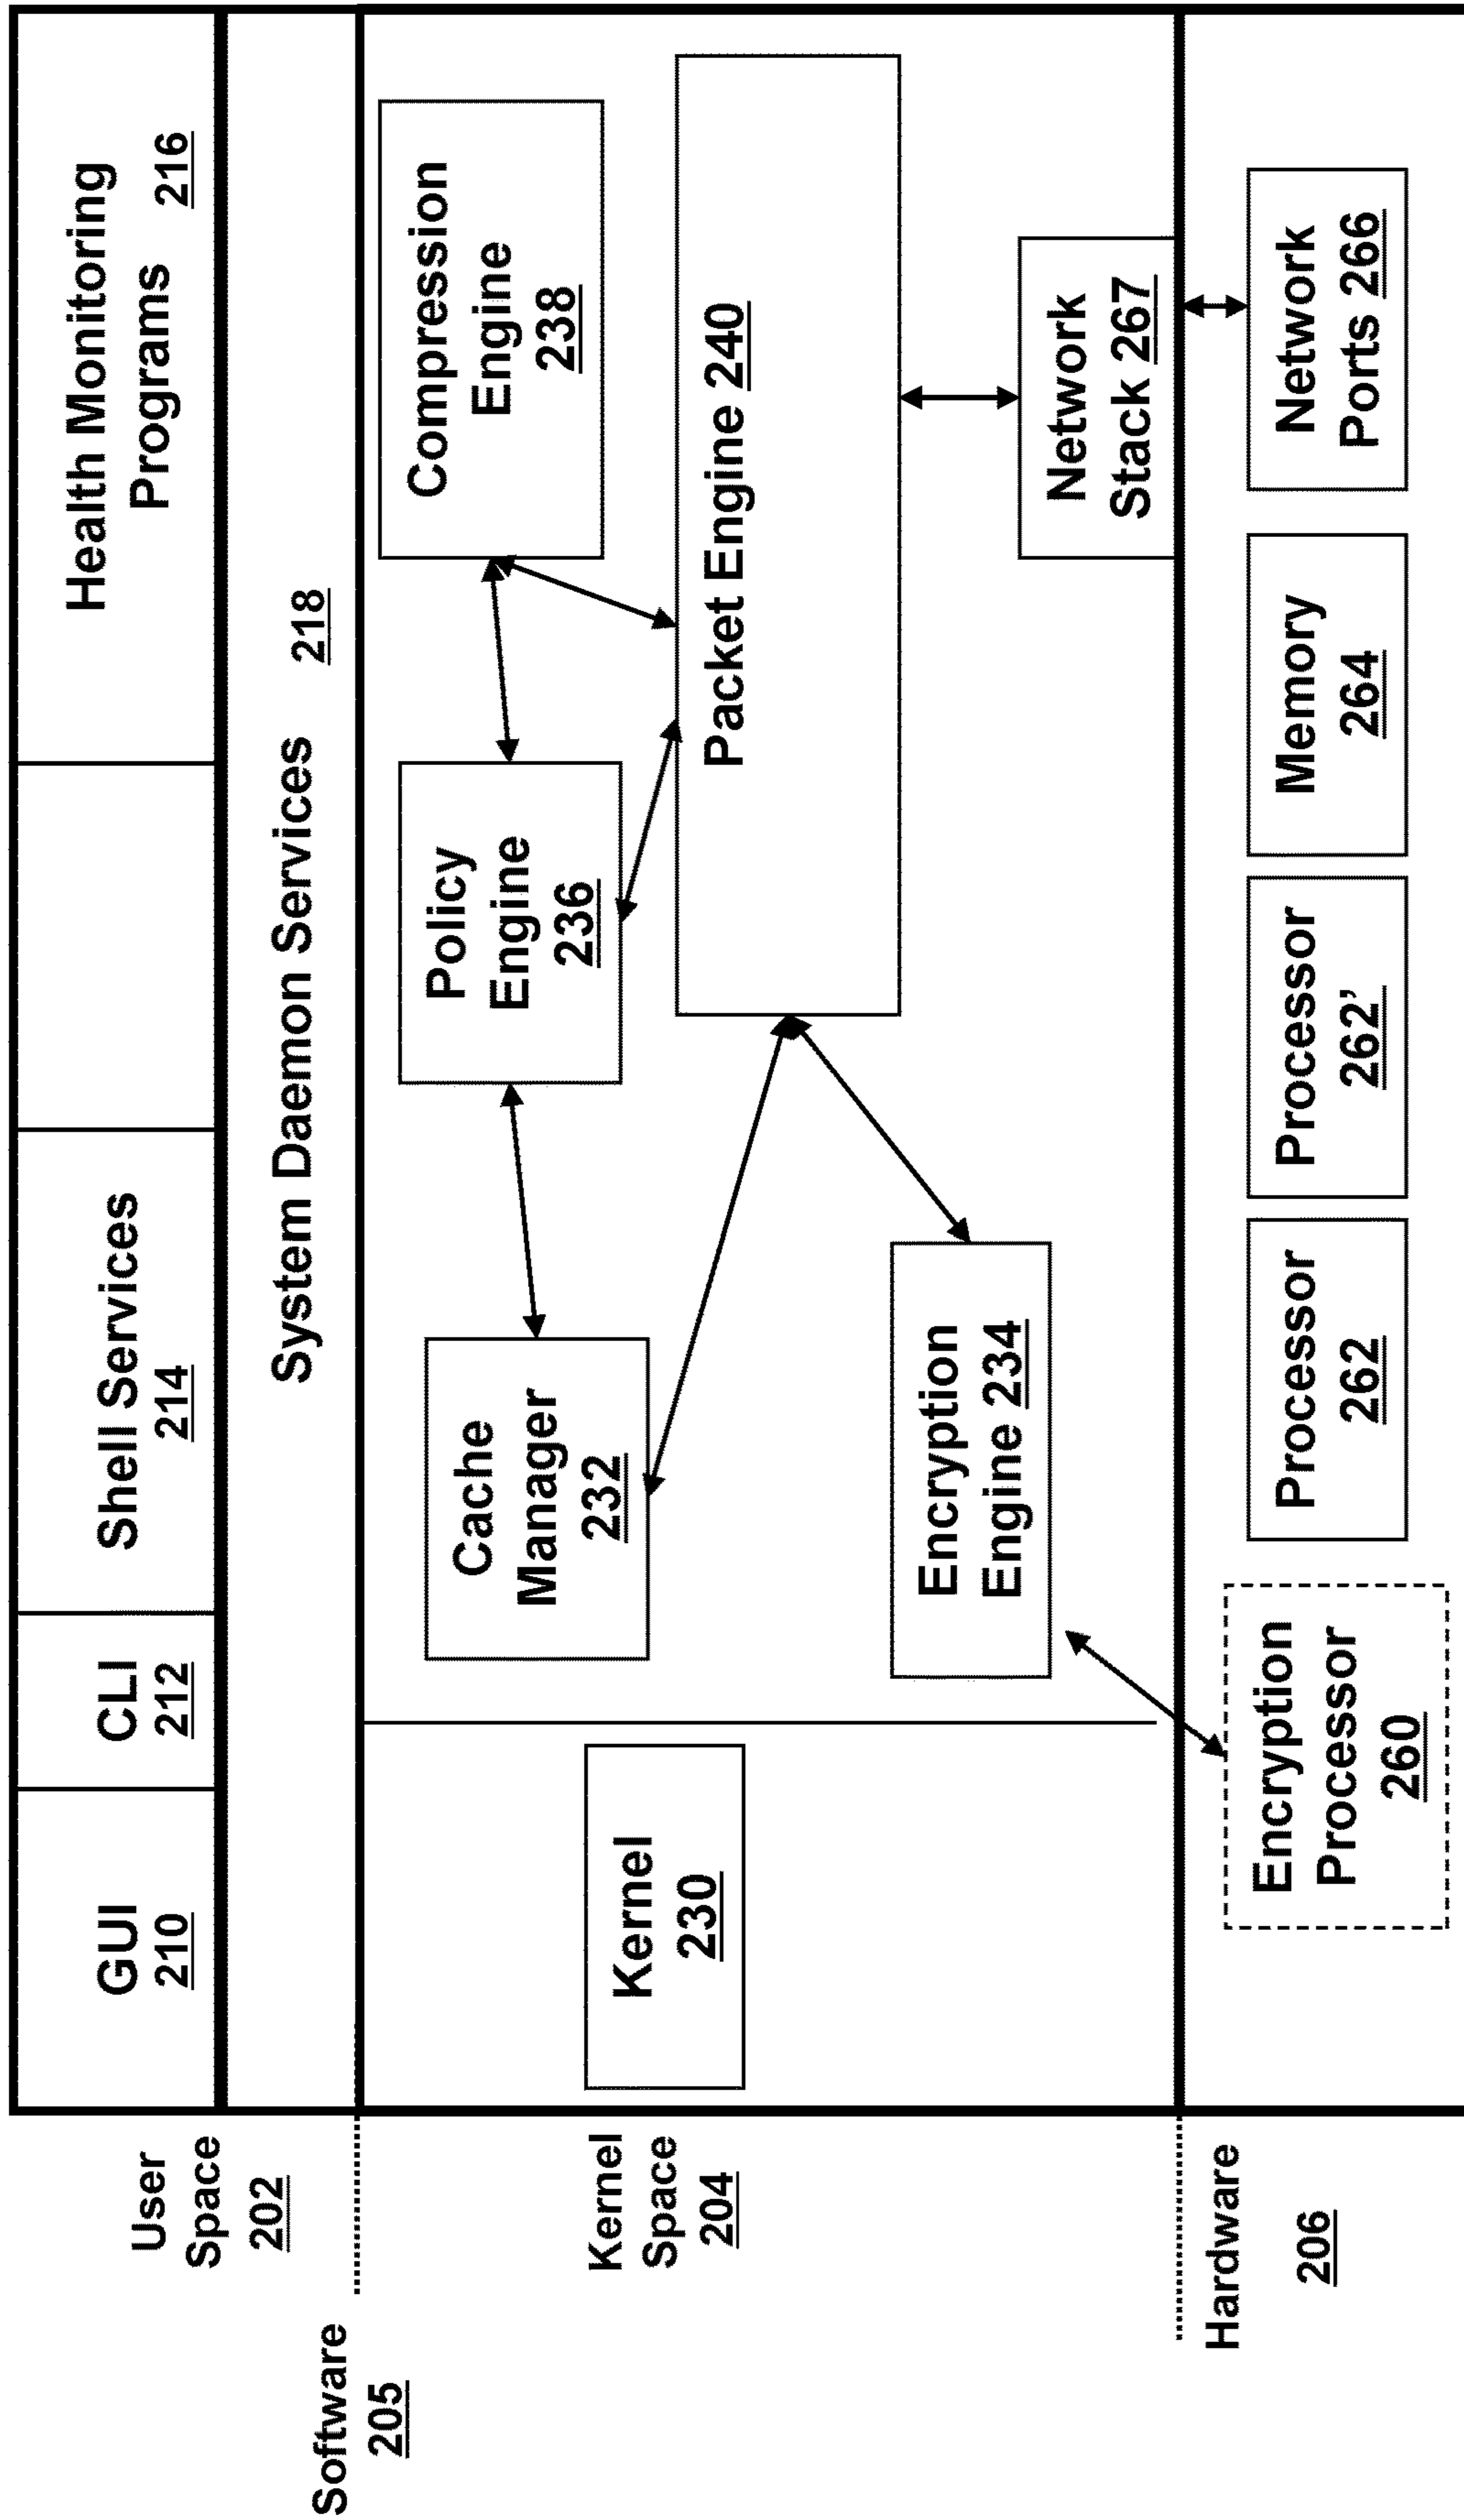 User
Space
202
GUI
210
CLI
212
Shell Services
214
Health Monitoring
Programs 216
System Daemon Services 218
Software
205
Kernel
Space
204
Kernel
230
Cache
Manager
232
Policy
Engine
236
Compression
Engine
238
Packet Engine 240
Encryption
Engine 234
Network
Stack 267
Hardware
206
Encryption
Processor
260
Processor
262
Processor
262’
Memory
264
Network
Ports 266